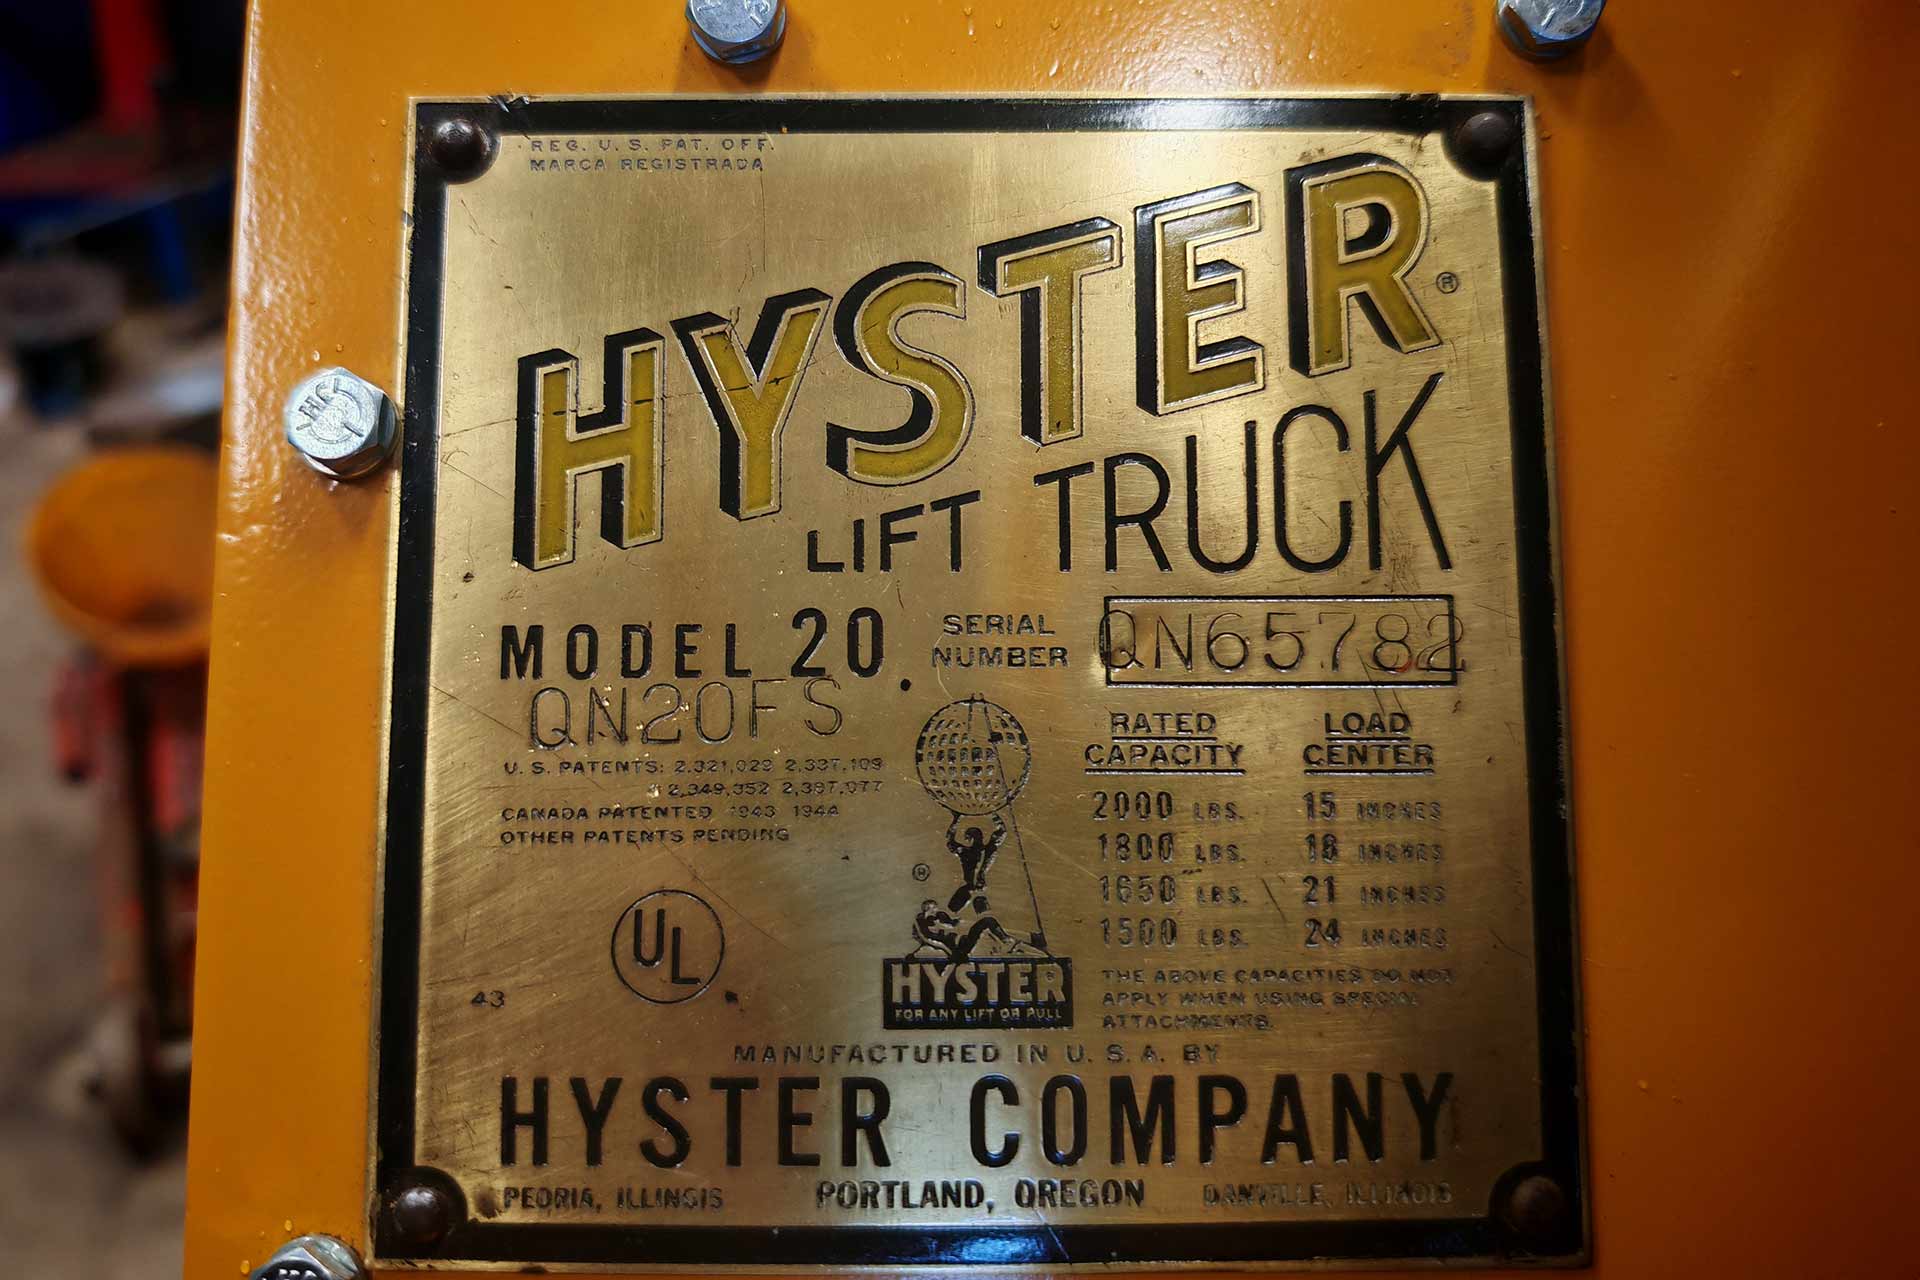 REG. U. S. PAT. OFF.
MARCA REGISTRADA
HYSTER ®
LIFT TRUCK
MODEL 20
QN20FS
SERIAL
NUMBER
QN65782
U. S. PATENTS: 2,321,029 2,337,109
2,349,352 2,387,077
CANADA PATENTED 1943 1944
OTHER PATENTS PENDING
RATED CAPACITY LOAD CENTER
2000 LBS. 15 INCHES
1800 LBS. 18 INCHES
1650 LBS. 21 INCHES
1500 LBS. 24 INCHES
THE ABOVE CAPACITIES DO NOT
APPLY WHEN USING SPECIAL
ATTACHMENTS.
®
HYSTER
FOR ANY LIFT OR PULL
UL
43
MANUFACTURED IN U. S. A. BY
HYSTER COMPANY
PEORIA, ILLINOIS PORTLAND, OREGON DANVILLE, ILLINOIS